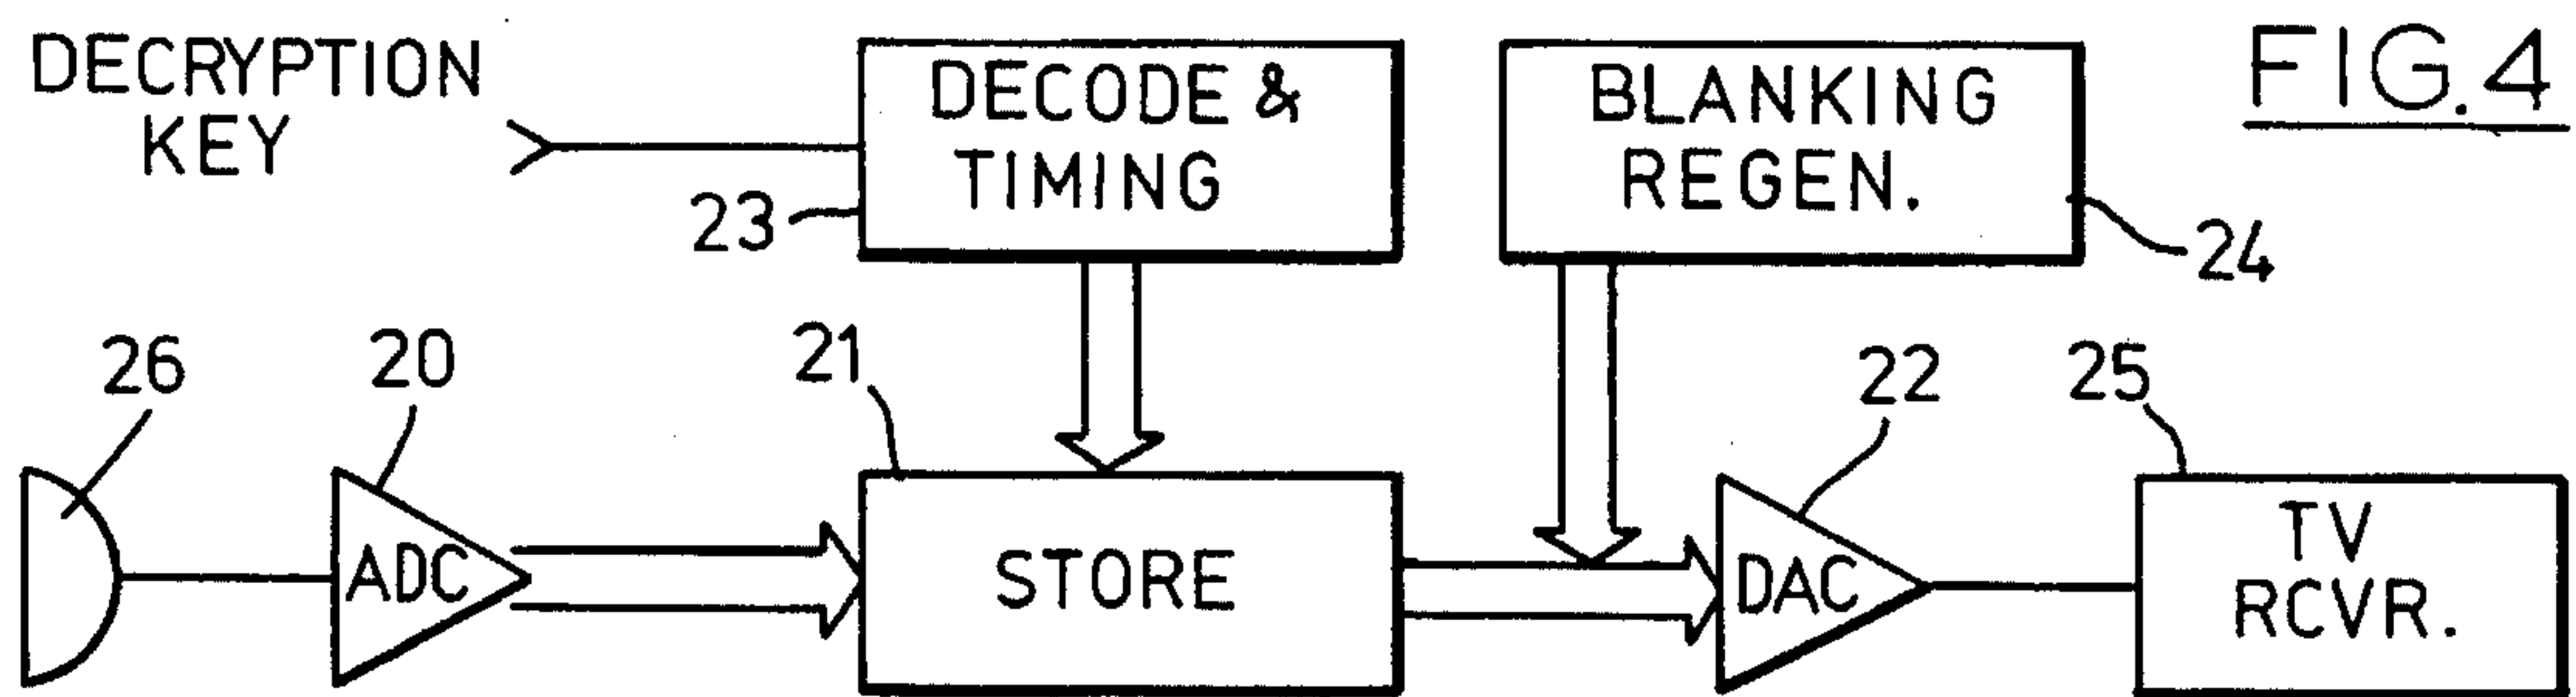 FIG.4
DECRYPTION
KEY
DECODE &
TIMING
23
BLANKING
REGEN.
24
26
20
21
22
25
ADC
STORE
DAC
TV
RCVR.